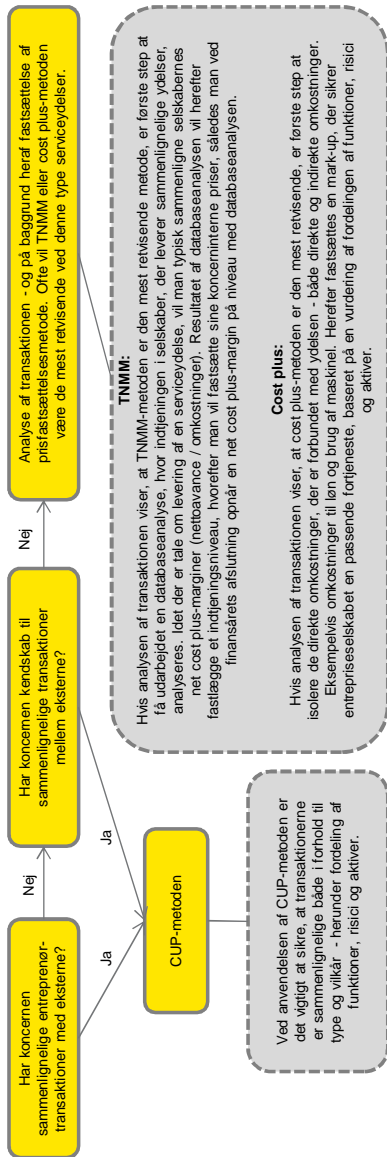 Har koncernen
sammenlignelige entreprenør-
transaktioner med eksterne?
Nej
Har koncernen kendskab til
sammenlignelige transaktioner
mellem eksterne?
Nej
Analyse af transaktionen - og på baggrund heraf fastsættelse af
prisfastsættelsesmetode. Ofte vil TNMM eller cost plus-metoden
være de mest retvisende ved denne type serviceydelser.
Ja
Ja
CUP-metoden
Ved anvendelsen af CUP-metoden er
det vigtigt at sikre, at transaktionerne
er sammenlignelige både i forhold til
type og vilkår - herunder fordeling af
funktioner, risici og aktiver.
TNMM:
Hvis analysen af transaktionen viser, at TNMM-metoden er den mest retvisende metode, er første step at
få udarbejdet en databaseanalyse, hvor indtjeningen i selskaber, der leverer sammenlignelige ydelser,
analyseres. Idet der er tale om levering af en serviceydelse, vil man typisk sammenligne selskabernes
net cost plus-marginer (nettoavance / omkostninger). Resultatet af databaseanalysen vil herefter
fastlægge et indtjeningsniveau, hvorefter man vil fastsætte sine koncerninterne priser, således man ved
finansårets afslutning opnår en net cost plus-margin på niveau med databaseanalysen.
Cost plus:
Hvis analysen af transaktionen viser, at cost plus-metoden er den mest retvisende, er første step at
isolere de direkte omkostninger, der er forbundet med ydelsen - både direkte og indirekte omkostninger.
Eksempelvis omkostninger til løn og brug af maskinel. Herefter fastsættes en mark-up, der sikrer
entrepriseselskabet en passende fortjeneste, baseret på en vurdering af fordelingen af funktioner, risici
og aktiver.